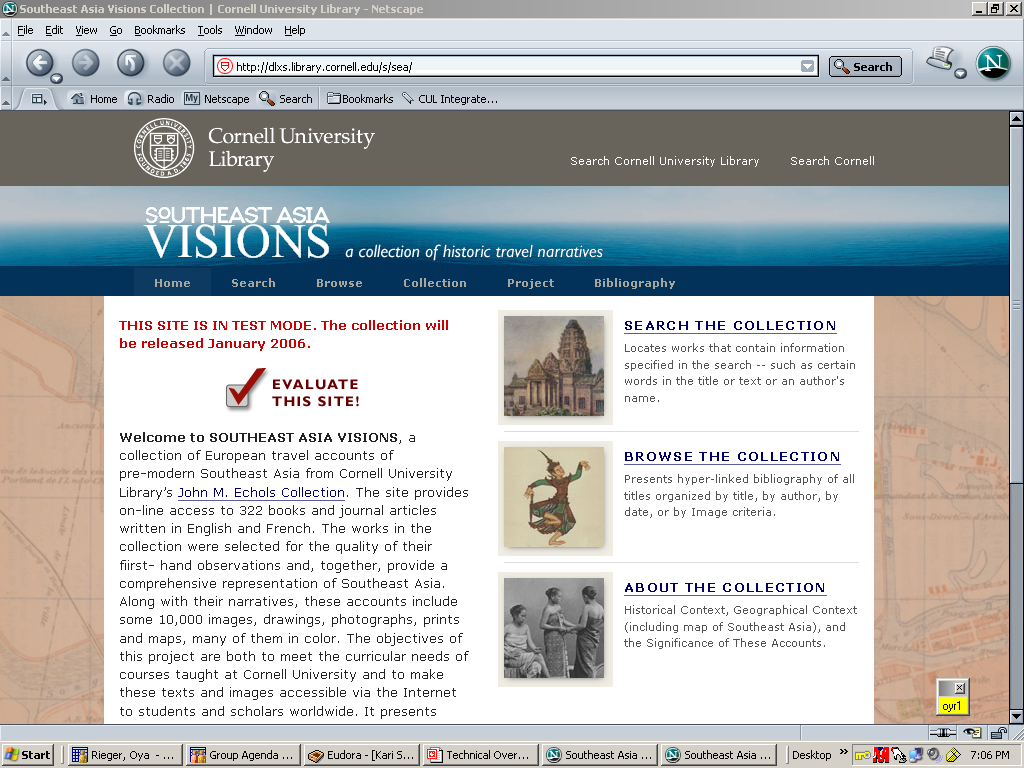 Southeast Asia Visions Collection | Cornell University Library - Netscape
File Edit View Go Bookmarks Tools Window Help
http://dlxs.library.cornell.edu/s/sea/
Search
N
Home Radio My Netscape Search Bookmarks CUL Integrate...
Cornell University
Library
Search Cornell University Library Search Cornell
SOUTHEAST ASIA
VISIONS a collection of historic travel narratives
Home Search Browse Collection Project Bibliography
THIS SITE IS IN TEST MODE. The collection will
be released January 2006.
EVALUATE
THIS SITE!
Welcome to SOUTHEAST ASIA VISIONS, a
collection of European travel accounts of
pre-modern Southeast Asia from Cornell University
Library's John M. Echols Collection. The site provides
on-line access to 322 books and journal articles
written in English and French. The works in the
collection were selected for the quality of their
fiirst- hand observations and, together, provide a
comprehensive representation of Southeast Asia.
Along with their narratives, these accounts include
some 10,000 images, drawings, photographs, prints
and maps, many of them in color. The objectives of
this project are both to meet the curricular needs of
courses taught at Cornell University and to make
these texts and images accessible via the Internet
to students and scholars worldwide. It presents
SEARCH THE COLLECTION
Locates works that contain information
specified in the search -- such as certain
words in the title or text or an author's
name.
BROWSE THE COLLECTION
Presents hyper-linked bibliography of all
titles organized by title, by author, by
date, or by Image criteria.
ABOUT THE COLLECTION
Historical Context, Geographical Context
(including map of Southeast Asia), and
the Significance of These Accounts.
oyr1
Start Rieger, Oya - ... Group Agenda ... Eudora - [Kari S... Technical Over... Southeast Asia ... Southeast Asia ... Desktop » 7:06 PM